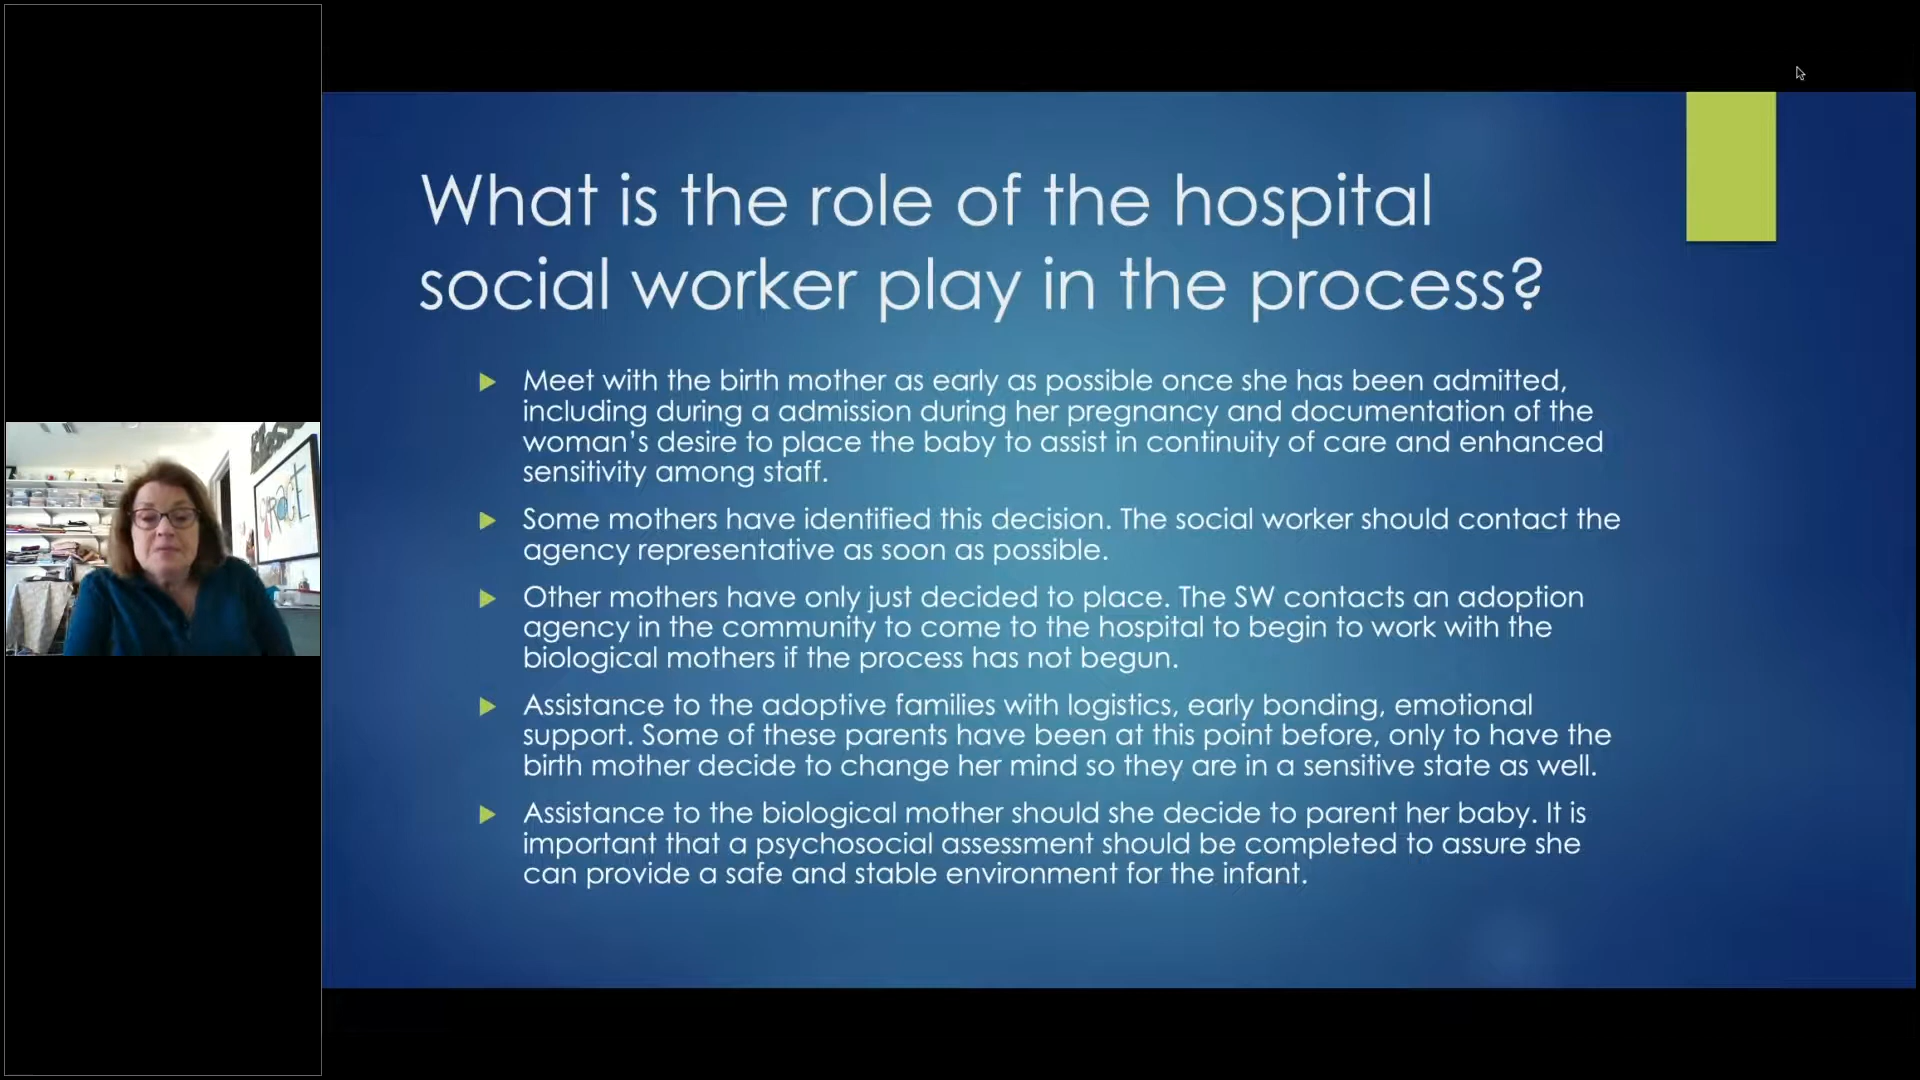 What is the role of the hospital
social worker play in the process?
Meet with the birth mother as early as possible once she has been admitted,
including during a admission during her pregnancy and documentation of the
woman's desire to place the baby to assist in continuity of care and enhanced
sensitivity among staff.
Some mothers have identified this decision. The social worker should contact the
agency representative as soon as possible.
Other mothers have only just decided to place. The SW contacts an adoption
agency in the community to come to the hospital to begin to work with the
biological mothers if the process has not begun.
Assistance to the adoptive families with logistics, early bonding, emotional
support. Some of these parents have been at this point before, only to have the
birth mother decide to change her mind so they are in a sensitive state as well.
Assistance to the biological mother should she decide to parent her baby. It is
important that a psychosocial assessment should be completed to assure she
can provide a safe and stable environment for the infant.
GRACE